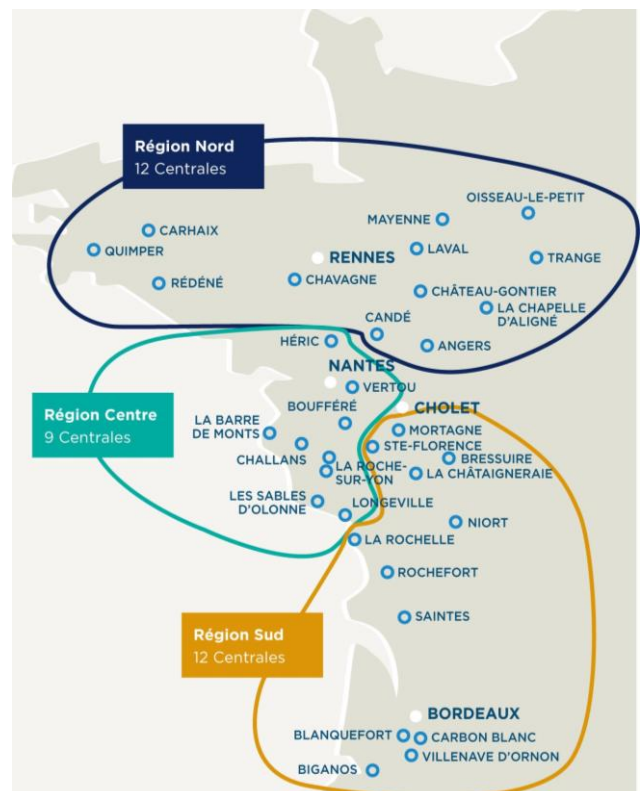 Région Nord
12 Centrales
OISSEAU-LE-PETIT
MAYENNE
CARHAIX
QUIMPER
RENNES
LAVAL
TRANGE
RÉDÉNÉ
CHAVAGNE
CHÂTEAU-GONTIER
LA CHAPELLE
D'ALIGNÉ
CANDÉ
HÉRIC
ANGERS
NANTES
VERTOU
Région Centre
9 Centrales
BOUFFÉRÉ
CHOLET
LA BARRE
DE MONTS
MORTAGNE
STE-FLORENCE
CHALLANS
BRESSUIRE
LA ROCHE-
SUR-YON
LA CHÂTAIGNERAIE
LES SABLES
D'OLONNE
LONGEVILLE
NIORT
LA ROCHELLE
ROCHEFORT
SAINTES
Région Sud
12 Centrales
BORDEAUX
BLANQUEFORT
CARBON BLANC
VILLENAVE D'ORNON
BIGANOS